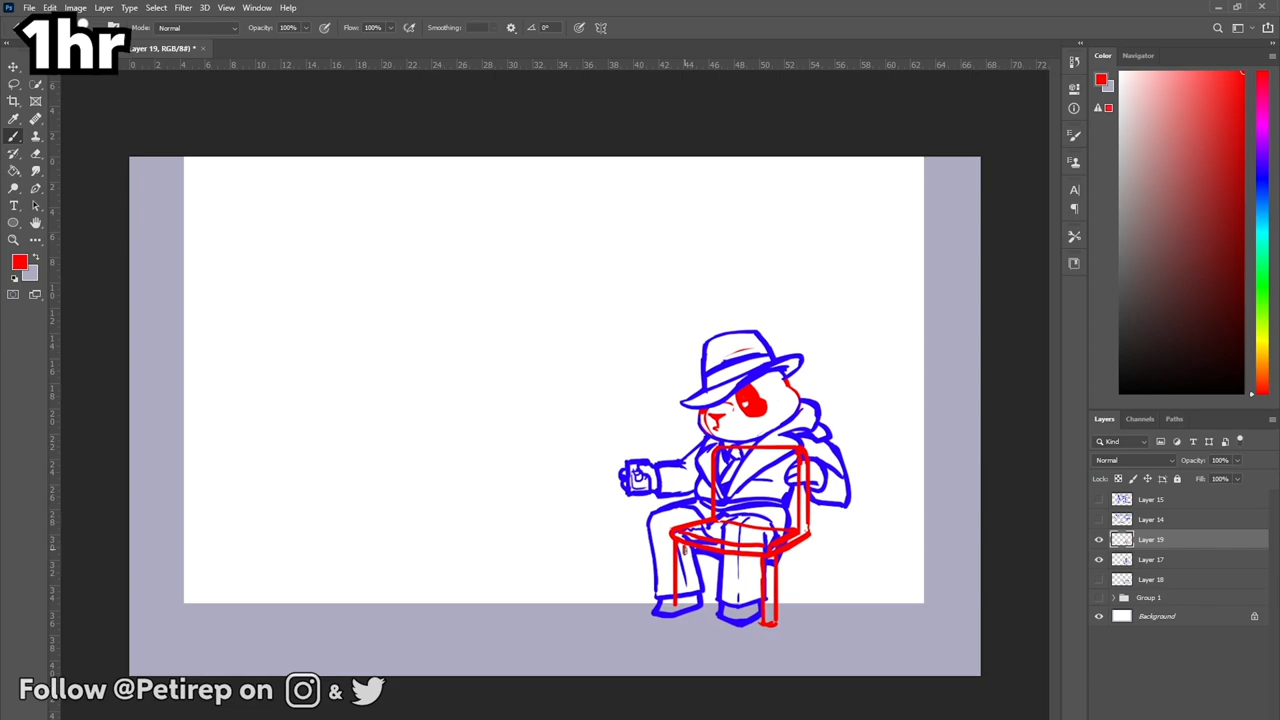 File Edit Image Layer Type Select Filter 3D View Window Help
1hr
Mode: Normal Opacity: 100% Flow: 100% Smoothing: 0°
Layer 19, RGB/8#) *
Color Navigator
Layers Channels Paths
Kind
Normal Opacity: 100%
Lock: Fill: 100%
Layer 15
Layer 14
Layer 19
Layer 17
Layer 18
Group 1
Background
Follow @Petirep on &